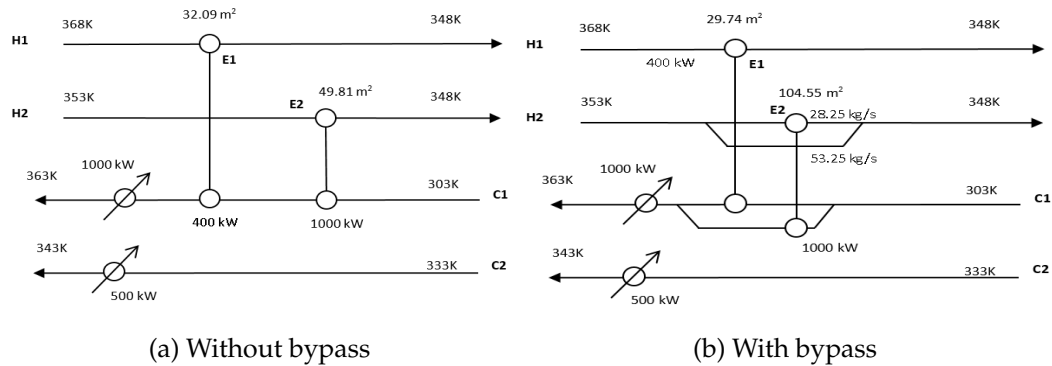 32.09 m²
368K
348K
H1
E1
49.81 m²
353K
E2
348K
H2
1000 kW
363K
303K
C1
400 kW
1000 kW
343K
333K
C2
500 kW
(a) Without bypass
29.74 m²
368K
348K
H1
400 kW
E1
104.55 m²
353K
E2
28.25 kg/s
348K
H2
53.25 kg/s
1000 kW
363K
303K
C1
1000 kW
343K
333K
C2
500 kW
(b) With bypass